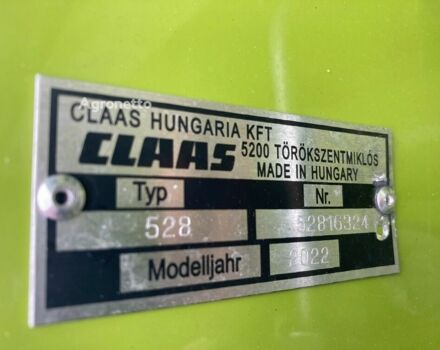 Agronetto
CLAAS HUNGARIA KFT
CLAAS 5200 TÖRÖKSZENTMIKLÓS
MADE IN HUNGARY
Typ Nr.
528 52816324
Modelljahr 2022